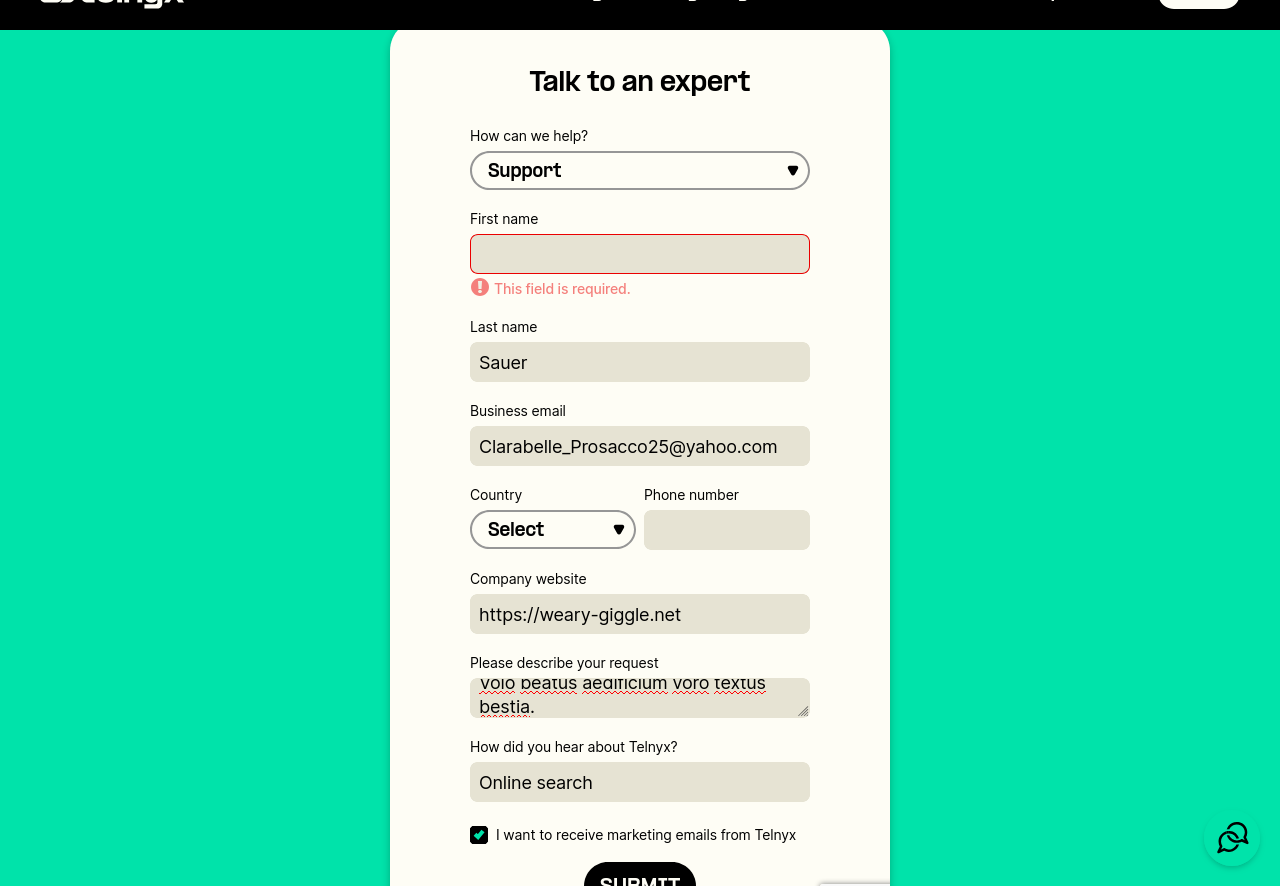 Talk to an expert
How can we help?
Support
First name
This field is required.
Last name
Sauer
Business email
Clarabelle_Prosacco25@yahoo.com
Country
Phone number
Select
Company website
https://weary-giggle.net
Please describe your request
Volo beatus aedificium voro textus
bestia.
How did you hear about Telnyx?
Online search
I want to receive marketing emails from Telnyx
SUBMIT